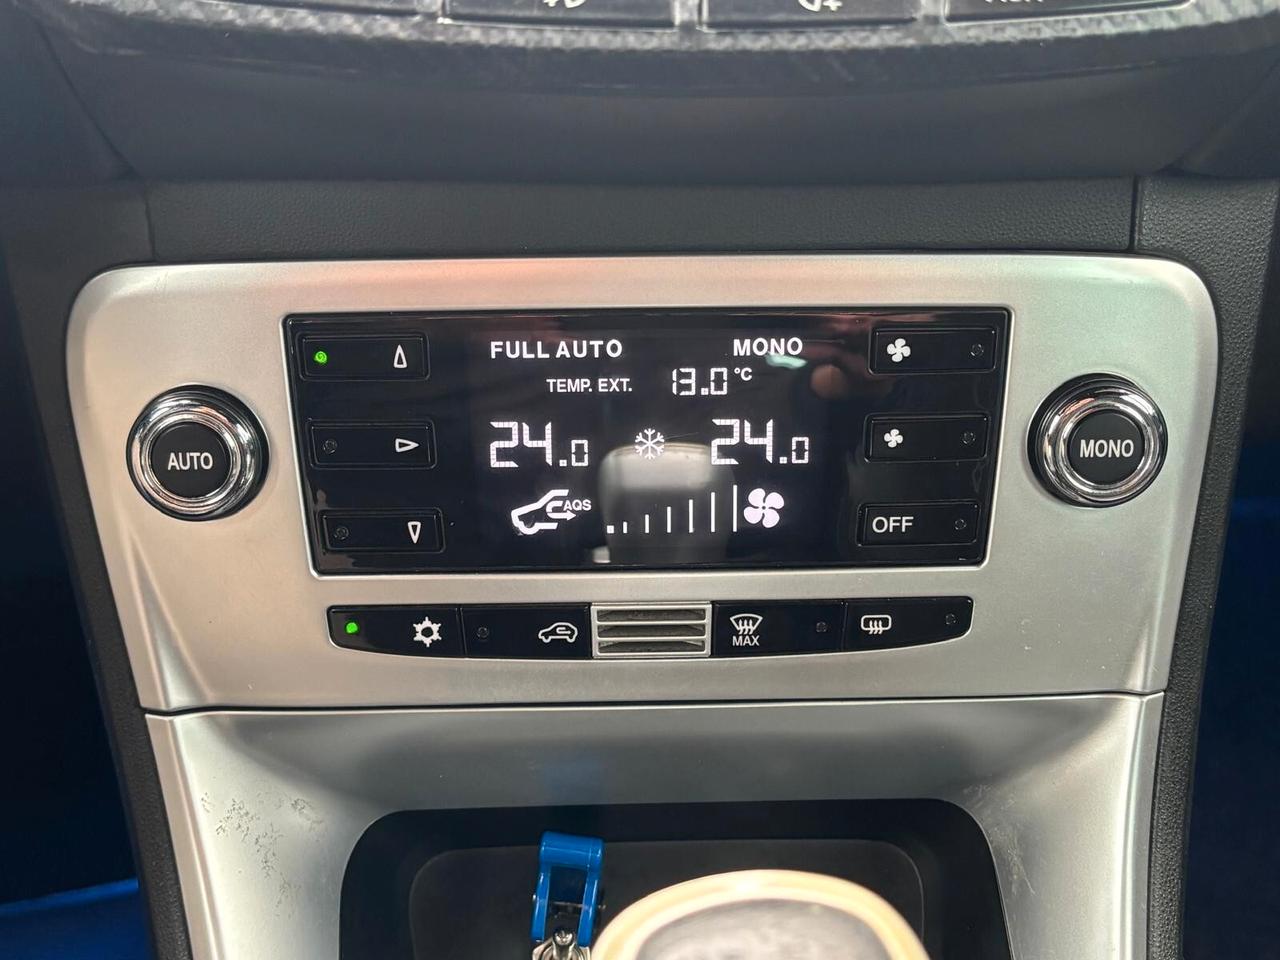 FULL AUTO MONO
TEMP. EXT. 13.0 °C
24.0 24.0
AQS
AUTO
MONO
OFF
MAX